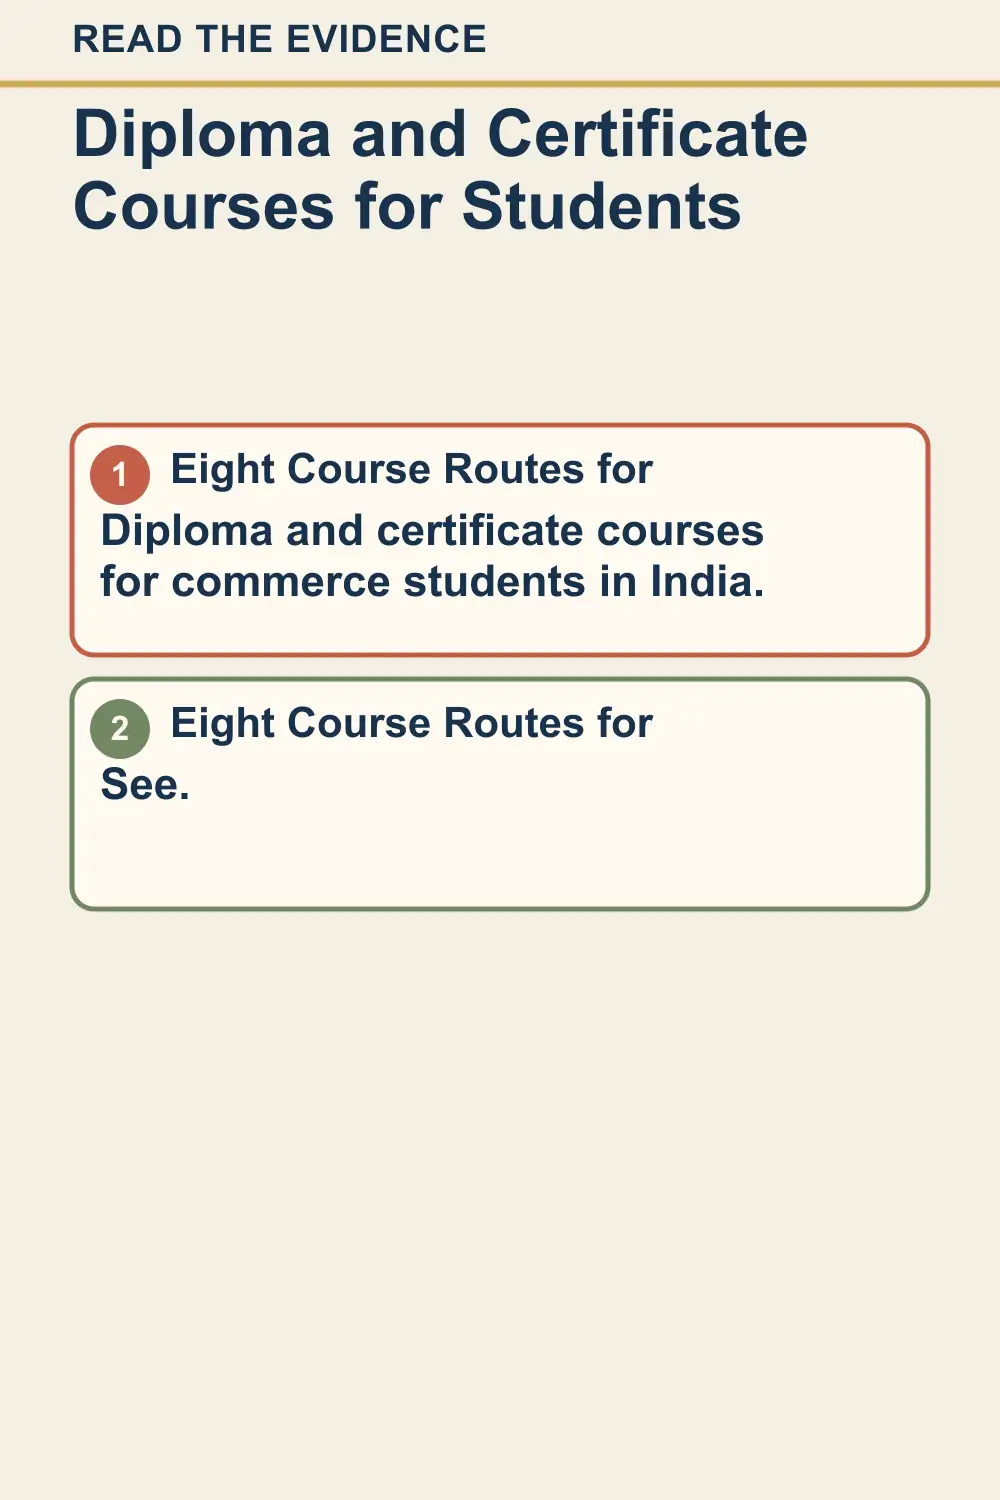 READ THE EVIDENCE
Diploma and Certificate
Courses for Students
1 Eight Course Routes for
Diploma and certificate courses
for commerce students in India.
2 Eight Course Routes for
See.